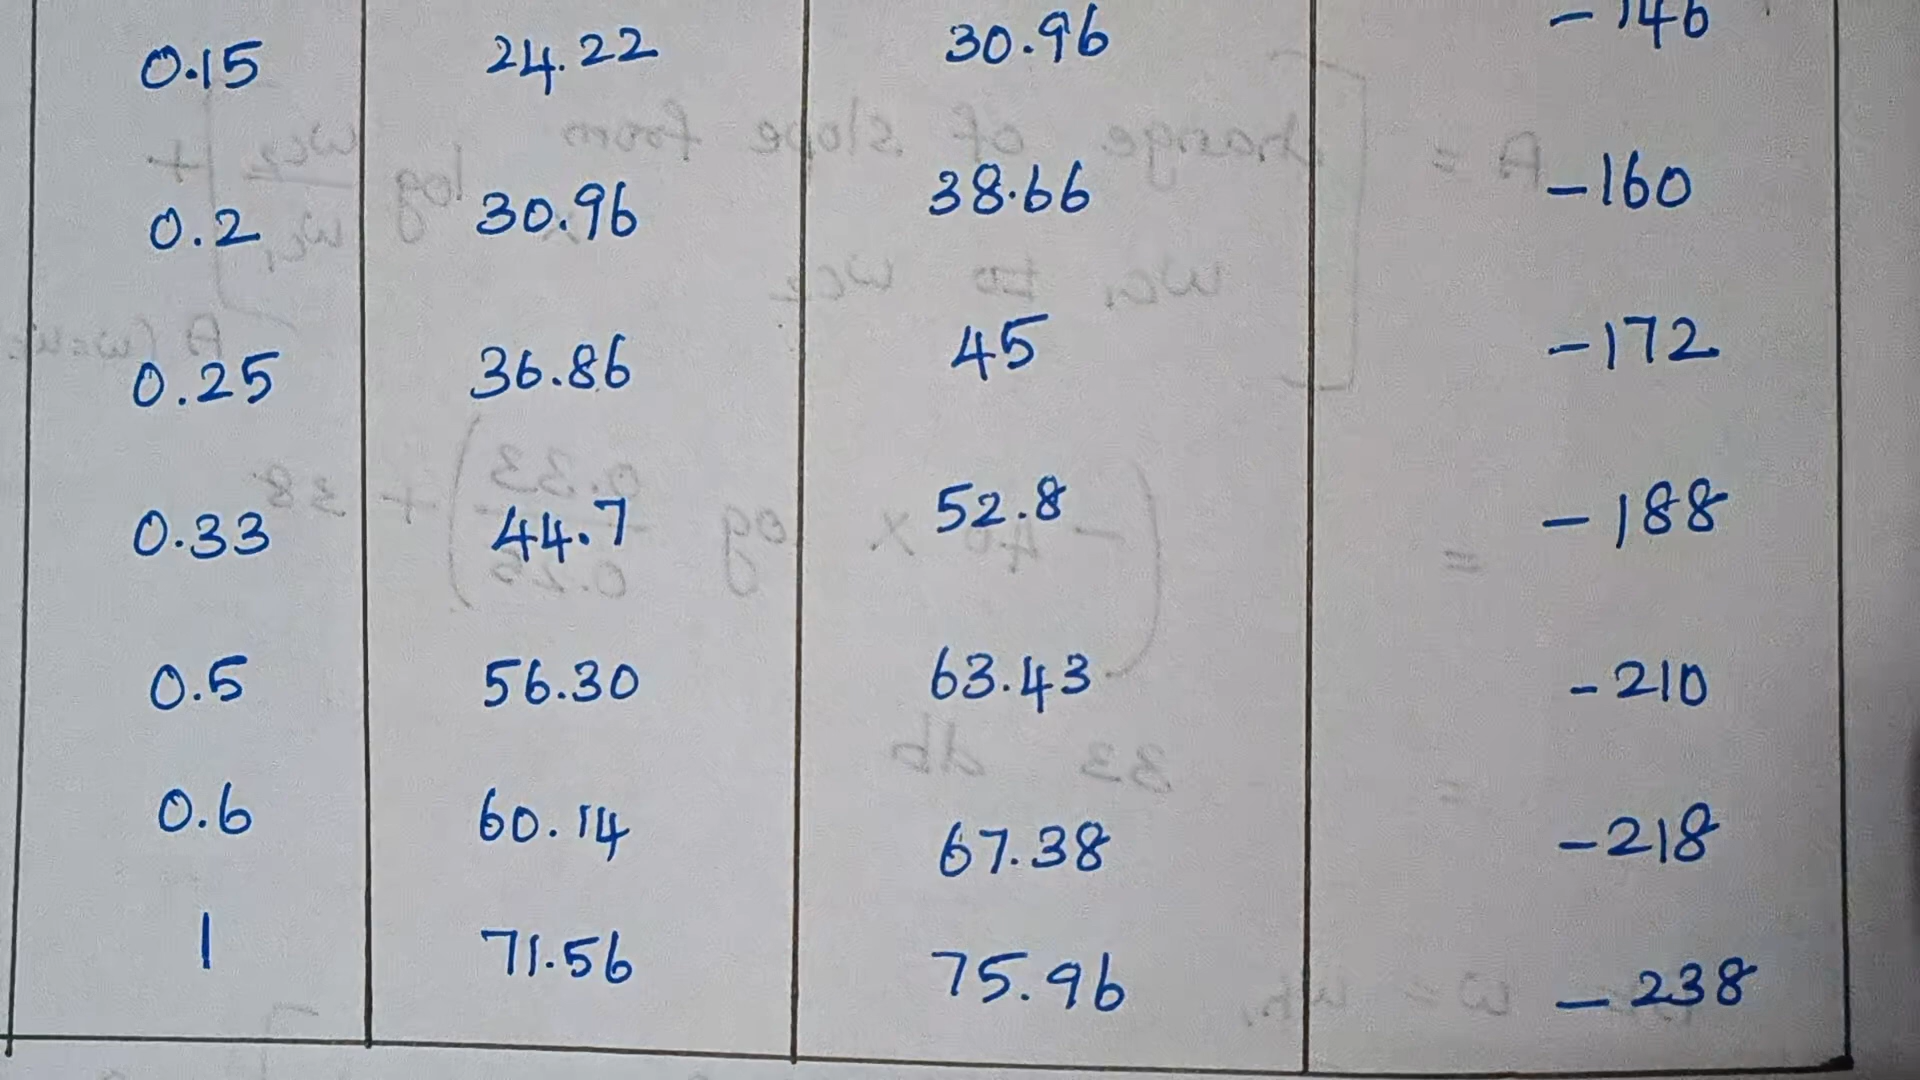 0.15 24.22 30.96 -146
0.2 30.96 38.66 -160
0.25 36.86 45 -172
0.33 44.7 52.8 -188
0.5 56.30 63.43 -210
0.6 60.14 67.38 -218
1 71.56 75.96 -238